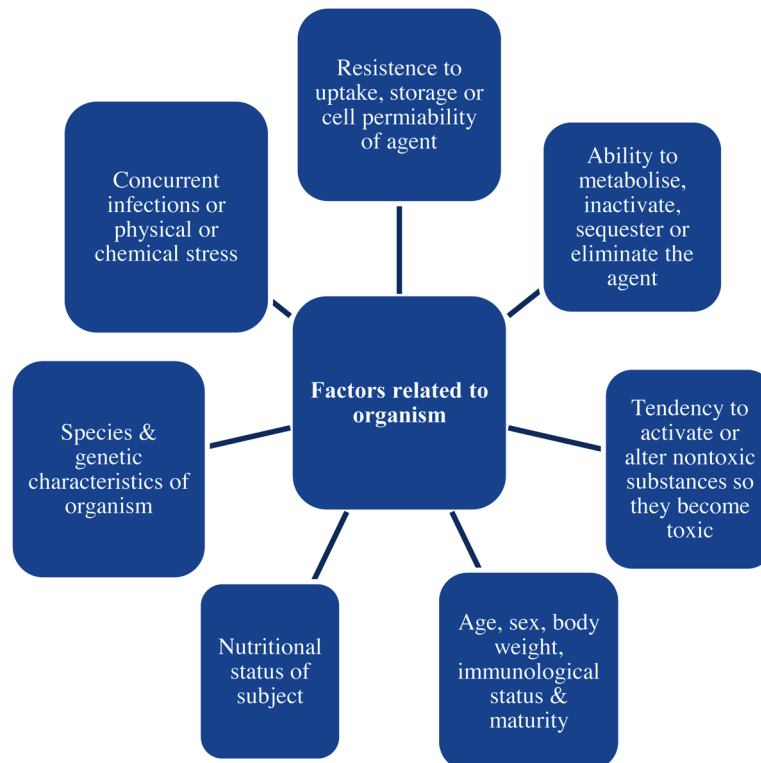 Resistence to
uptake, storage or
cell permiability
of agent
Ability to
metabolise,
inactivate,
sequester or
eliminate the
agent
Tendency to
activate or
alter nontoxic
substances so
they become
toxic
Age, sex, body
weight,
immunological
status &
maturity
Nutritional
status of
subject
Species &
genetic
characteristics of
organism
Concurrent
infections or
physical or
chemical stress
Factors related to
organism